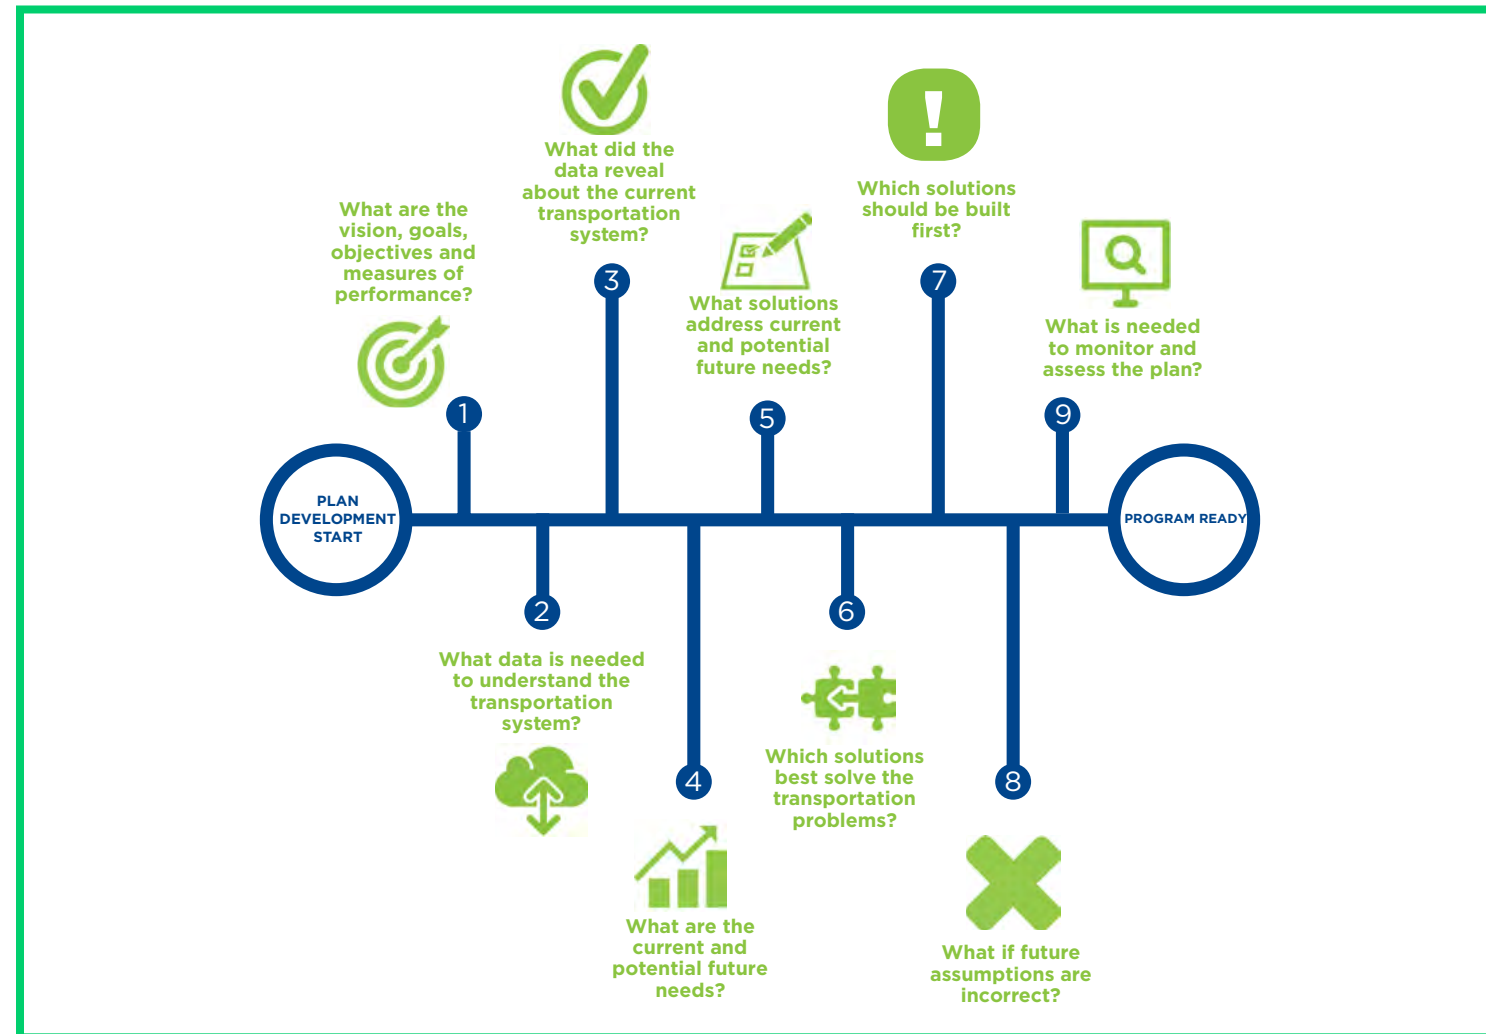 PLAN
DEVELOPMENT
START
1
What are the
vision, goals,
objectives and
measures of
performance?
2
What data is needed
to understand the
transportation
system?
3
What did the
data reveal
about the current
transportation
system?
4
What are the
current and
potential future
needs?
5
What solutions
address current
and potential
future needs?
6
Which solutions
best solve the
transportation
problems?
7
Which solutions
should be built
first?
!
8
What if future
assumptions are
incorrect?
9
What is needed
to monitor and
assess the plan?
PROGRAM READY